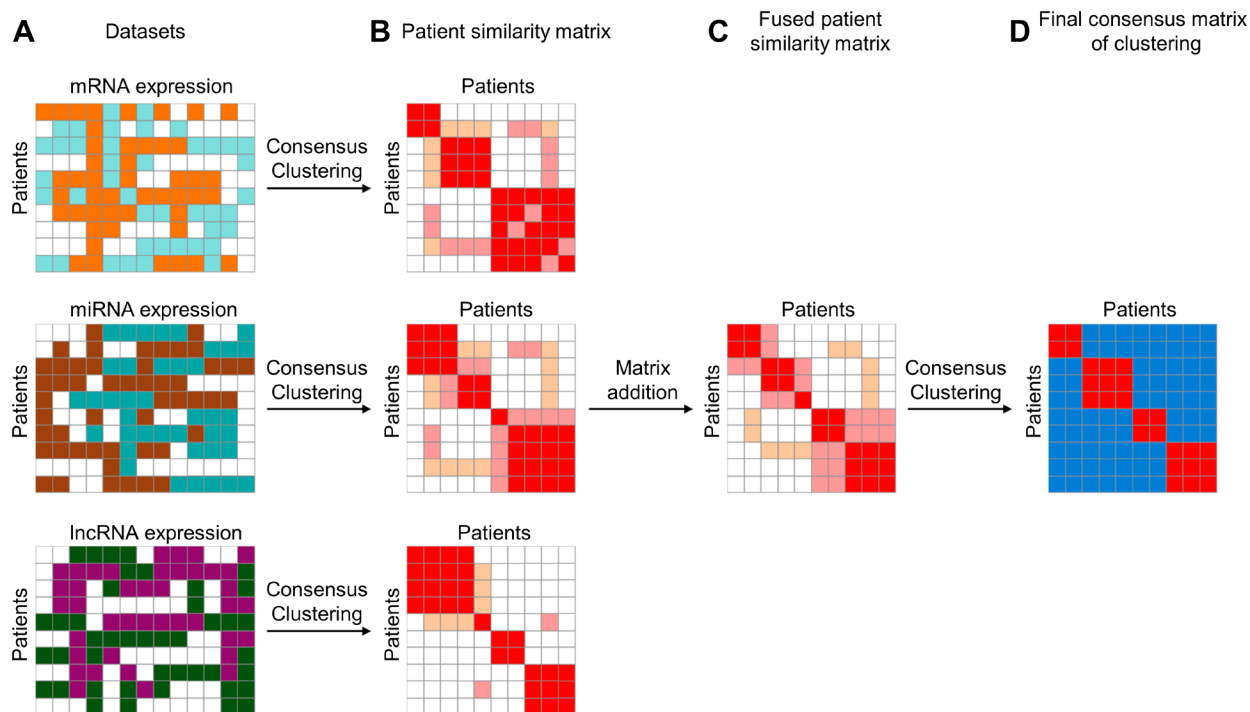 A
Datasets
B
Patient similarity matrix
C
Fused patient
similarity matrix
D
Final consensus matrix
of clustering
mRNA expression
Patients
Consensus
Clustering
Patients
Patients
miRNA expression
Patients
Consensus
Clustering
Patients
Patients
Matrix
addition
Patients
Patients
Consensus
Clustering
Patients
Patients
lncRNA expression
Patients
Consensus
Clustering
Patients
Patients